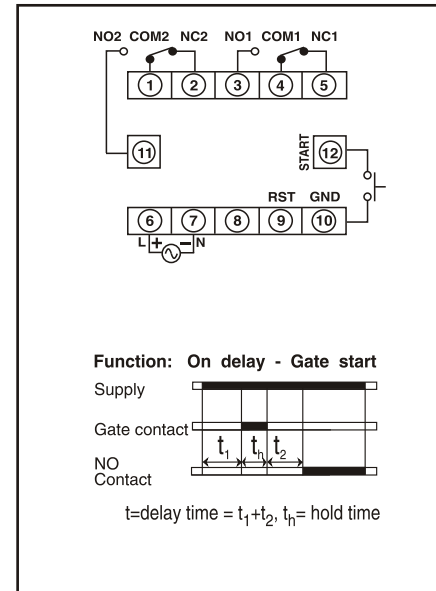 NO2 COM2 NC2 NO1 COM1 NC1
1 2 3 4 5
11 START 12
RST GND
6 7 8 9 10
L + − N
Function: On delay - Gate start
Supply
Gate contact
t₁ tₕ t₂
NO
Contact
t=delay time = t₁+t₂, tₕ= hold time